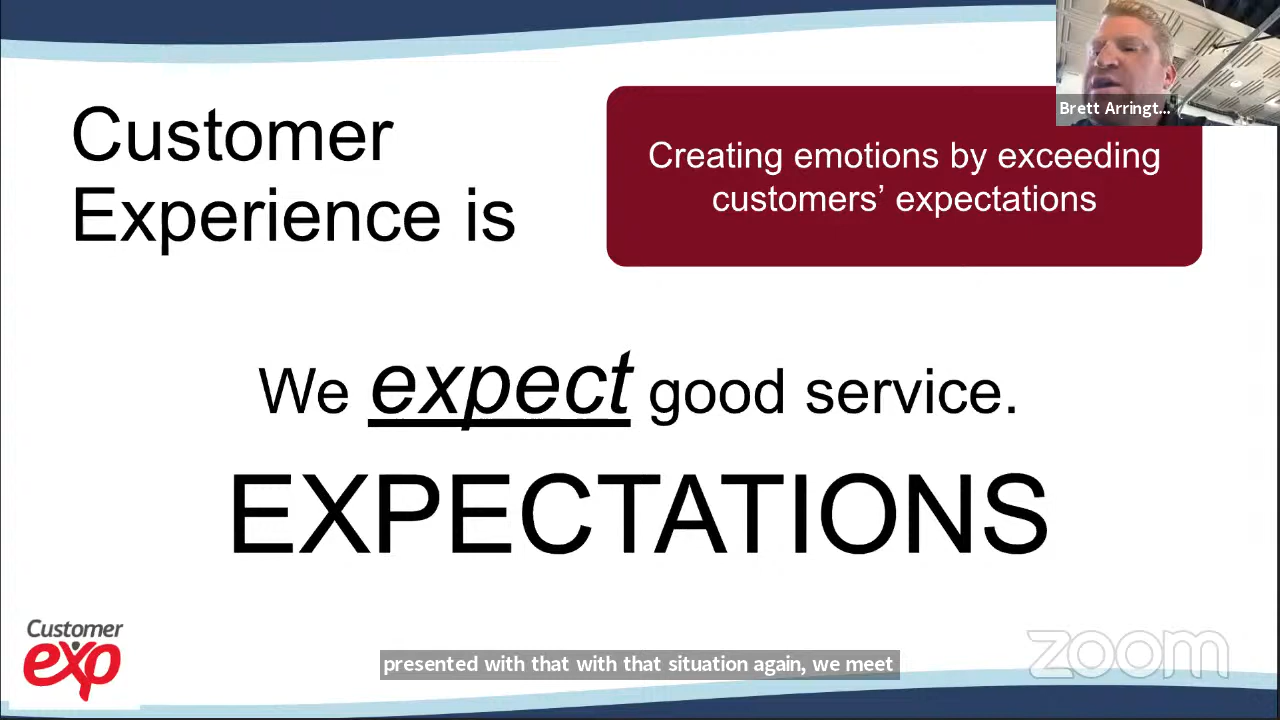 Customer
Experience is
Creating emotions by exceeding
customers’ expectations
Brett Arringt...
We expect good service.
EXPECTATIONS
Customer
exp
presented with that with that situation again, we meet
zoom